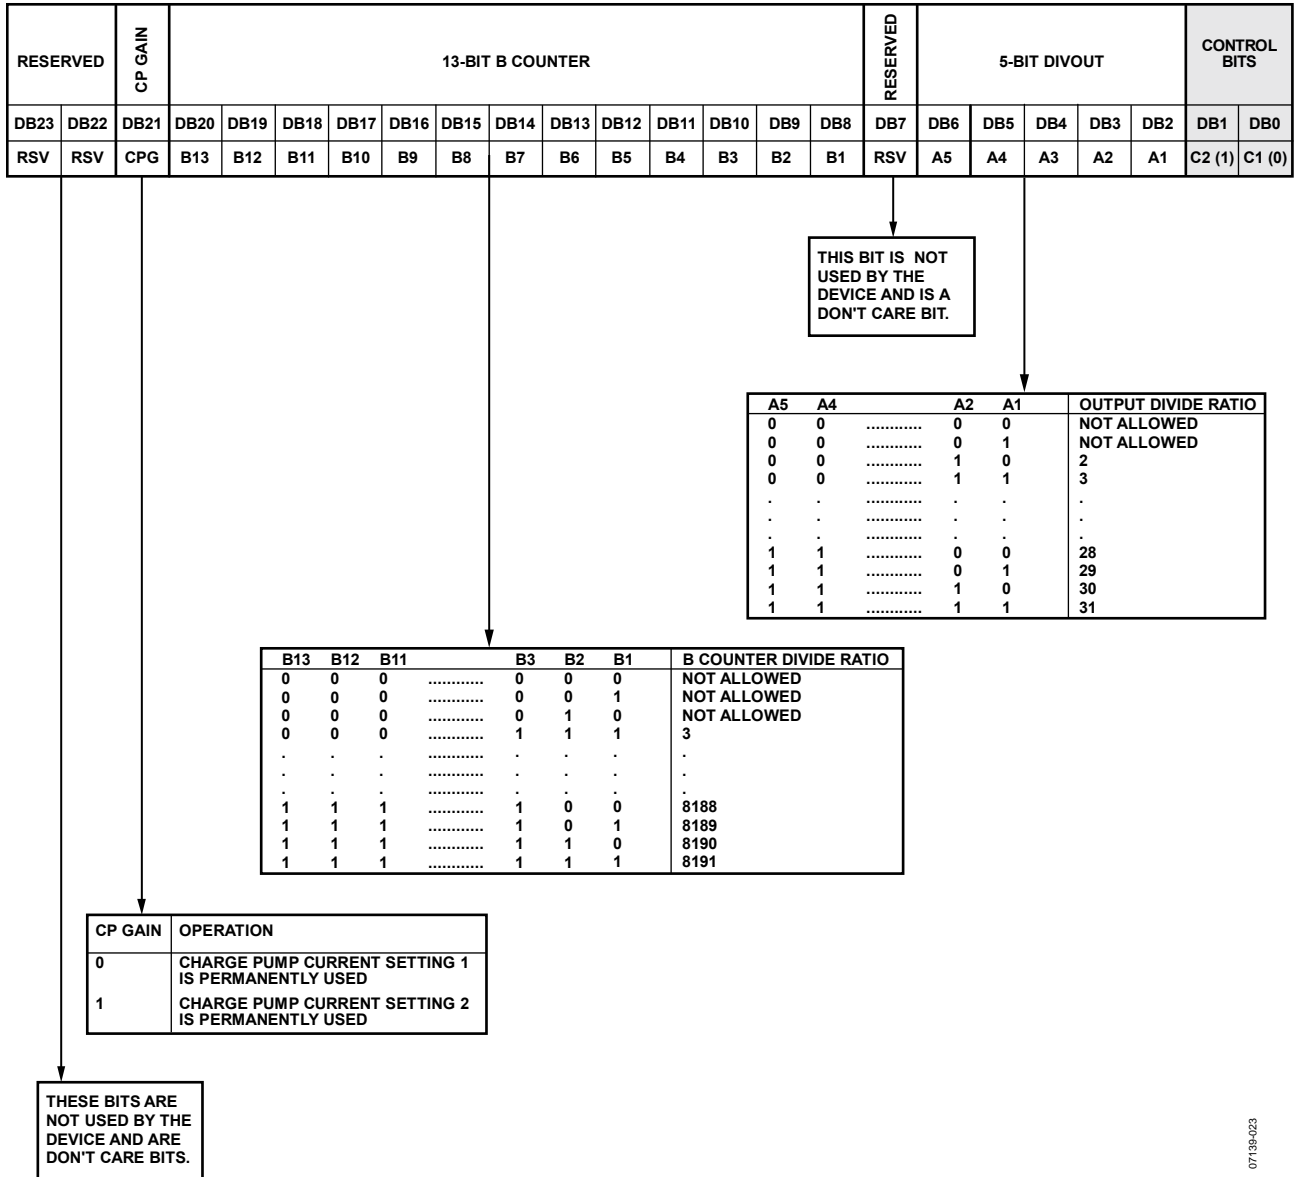 RESERVED CP GAIN 13-BIT B COUNTER RESERVED 5-BIT DIVOUT CONTROL BITS
DB23 DB22 DB21 DB20 DB19 DB18 DB17 DB16 DB15 DB14 DB13 DB12 DB11 DB10 DB9 DB8 DB7 DB6 DB5 DB4 DB3 DB2 DB1 DB0
RSV RSV CPG B13 B12 B11 B10 B9 B8 B7 B6 B5 B4 B3 B2 B1 RSV A5 A4 A3 A2 A1 C2 (1) C1 (0)
THIS BIT IS NOT
USED BY THE
DEVICE AND IS A
DON'T CARE BIT.
A5 A4 A2 A1 OUTPUT DIVIDE RATIO
0 0 ............ 0 0 NOT ALLOWED
0 0 ............ 0 1 NOT ALLOWED
0 0 ............ 1 0 2
0 0 ............ 1 1 3
. . ............ . . .
. . ............ . . .
. . ............ . . .
1 1 ............ 0 0 28
1 1 ............ 0 1 29
1 1 ............ 1 0 30
1 1 ............ 1 1 31
B13 B12 B11 B3 B2 B1 B COUNTER DIVIDE RATIO
0 0 0 ............ 0 0 0 NOT ALLOWED
0 0 0 ............ 0 0 1 NOT ALLOWED
0 0 0 ............ 0 1 0 NOT ALLOWED
0 0 0 ............ 1 1 1 3
. . . ............ . . . .
. . . ............ . . . .
. . . ............ . . . .
1 1 1 ............ 1 0 0 8188
1 1 1 ............ 1 0 1 8189
1 1 1 ............ 1 1 0 8190
1 1 1 ............ 1 1 1 8191
CP GAIN OPERATION
0 CHARGE PUMP CURRENT SETTING 1
IS PERMANENTLY USED
1 CHARGE PUMP CURRENT SETTING 2
IS PERMANENTLY USED
THESE BITS ARE
NOT USED BY THE
DEVICE AND ARE
DON'T CARE BITS.
07139-023